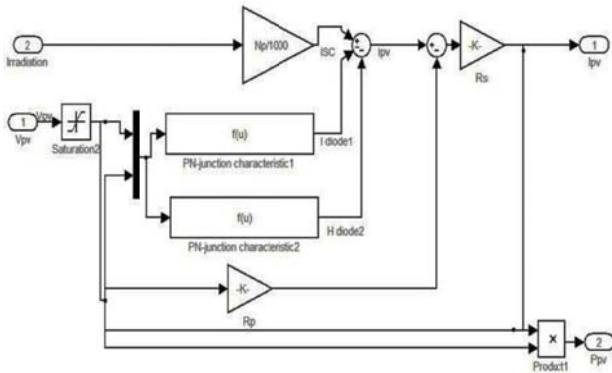 2
Irradiation
Np/1000
ISC
Ipv
-K-
Rs
1
Ipv
1
Vpv
Vpv
Saturation2
f(u)
I diode1
PN-junction characteristic1
f(u)
H diode2
PN-junction characteristic2
-K-
Rp
x
Product1
2
Ppv